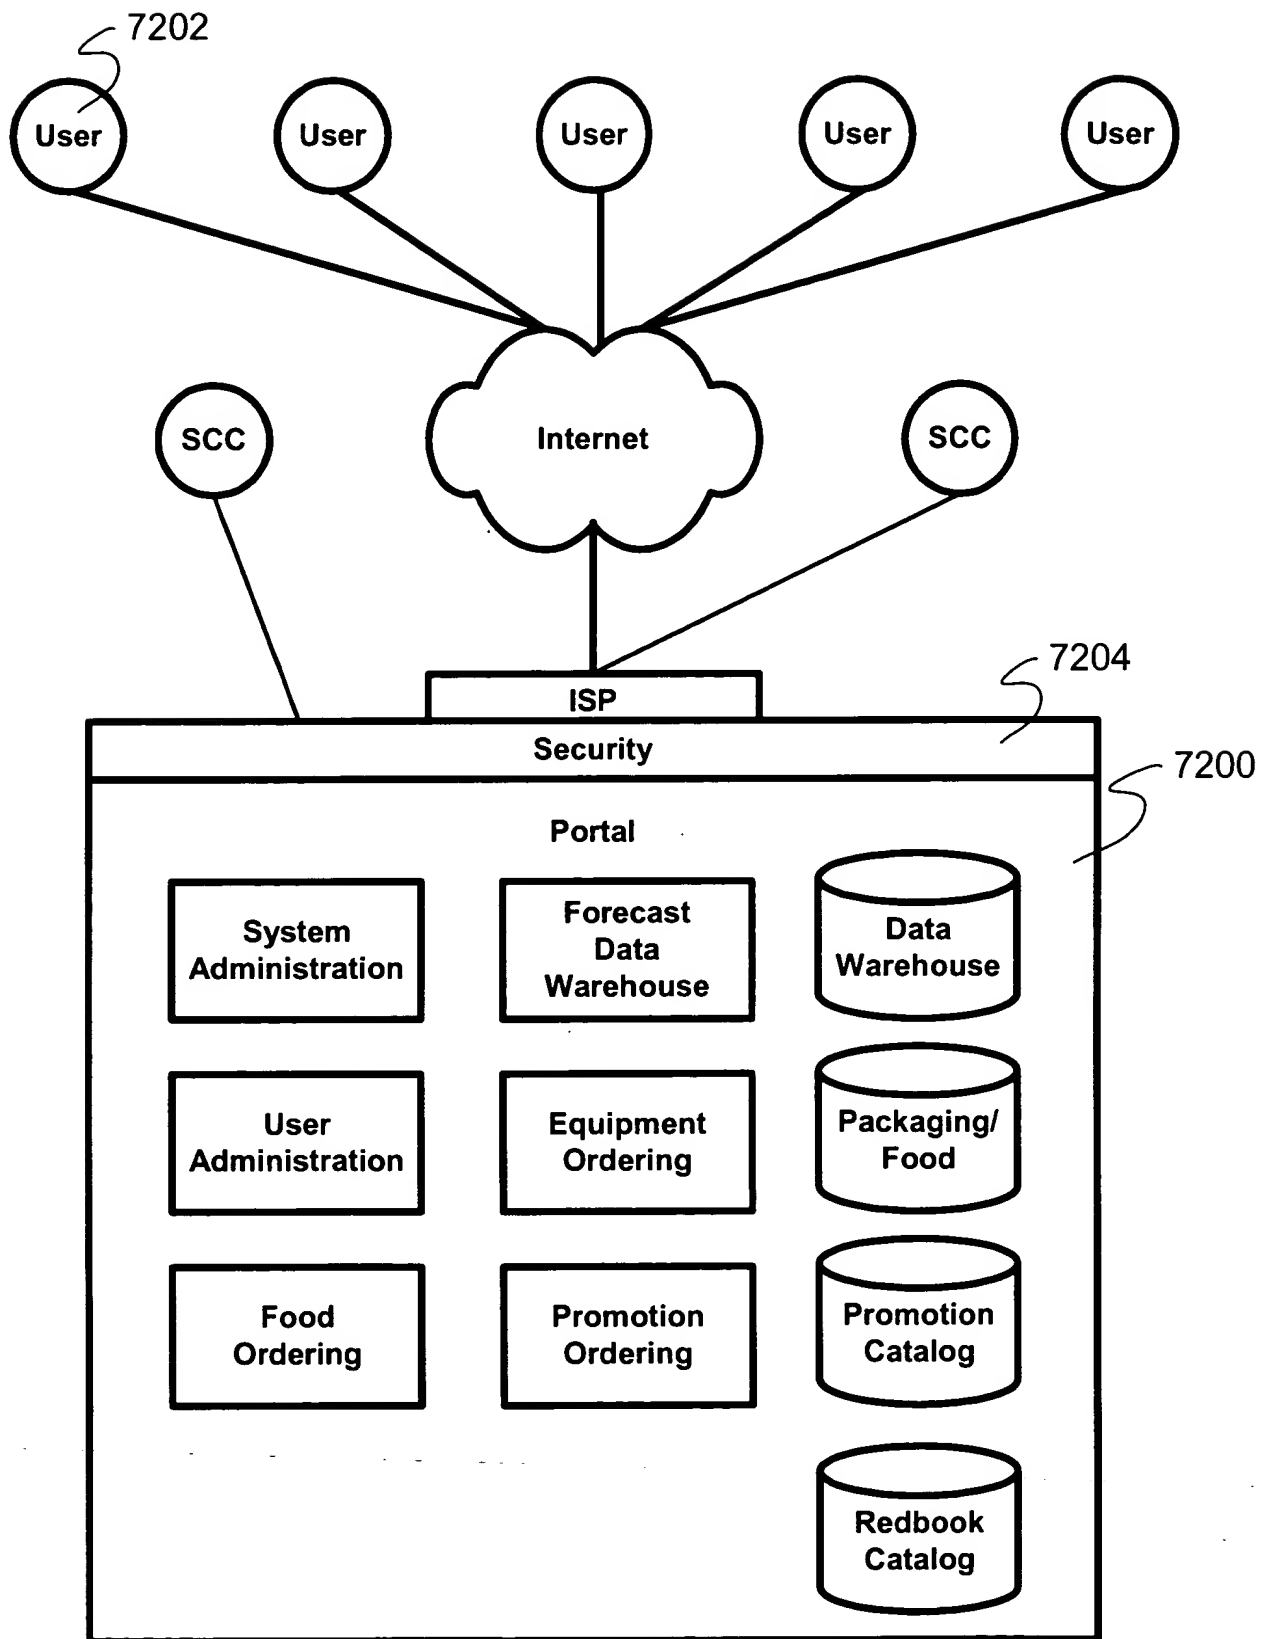 7202
User
User
User
User
User
SCC
Internet
SCC
ISP
7204
Security
7200
Portal
System
Administration
Forecast
Data
Warehouse
Data
Warehouse
User
Administration
Equipment
Ordering
Packaging/
Food
Food
Ordering
Promotion
Ordering
Promotion
Catalog
Redbook
Catalog